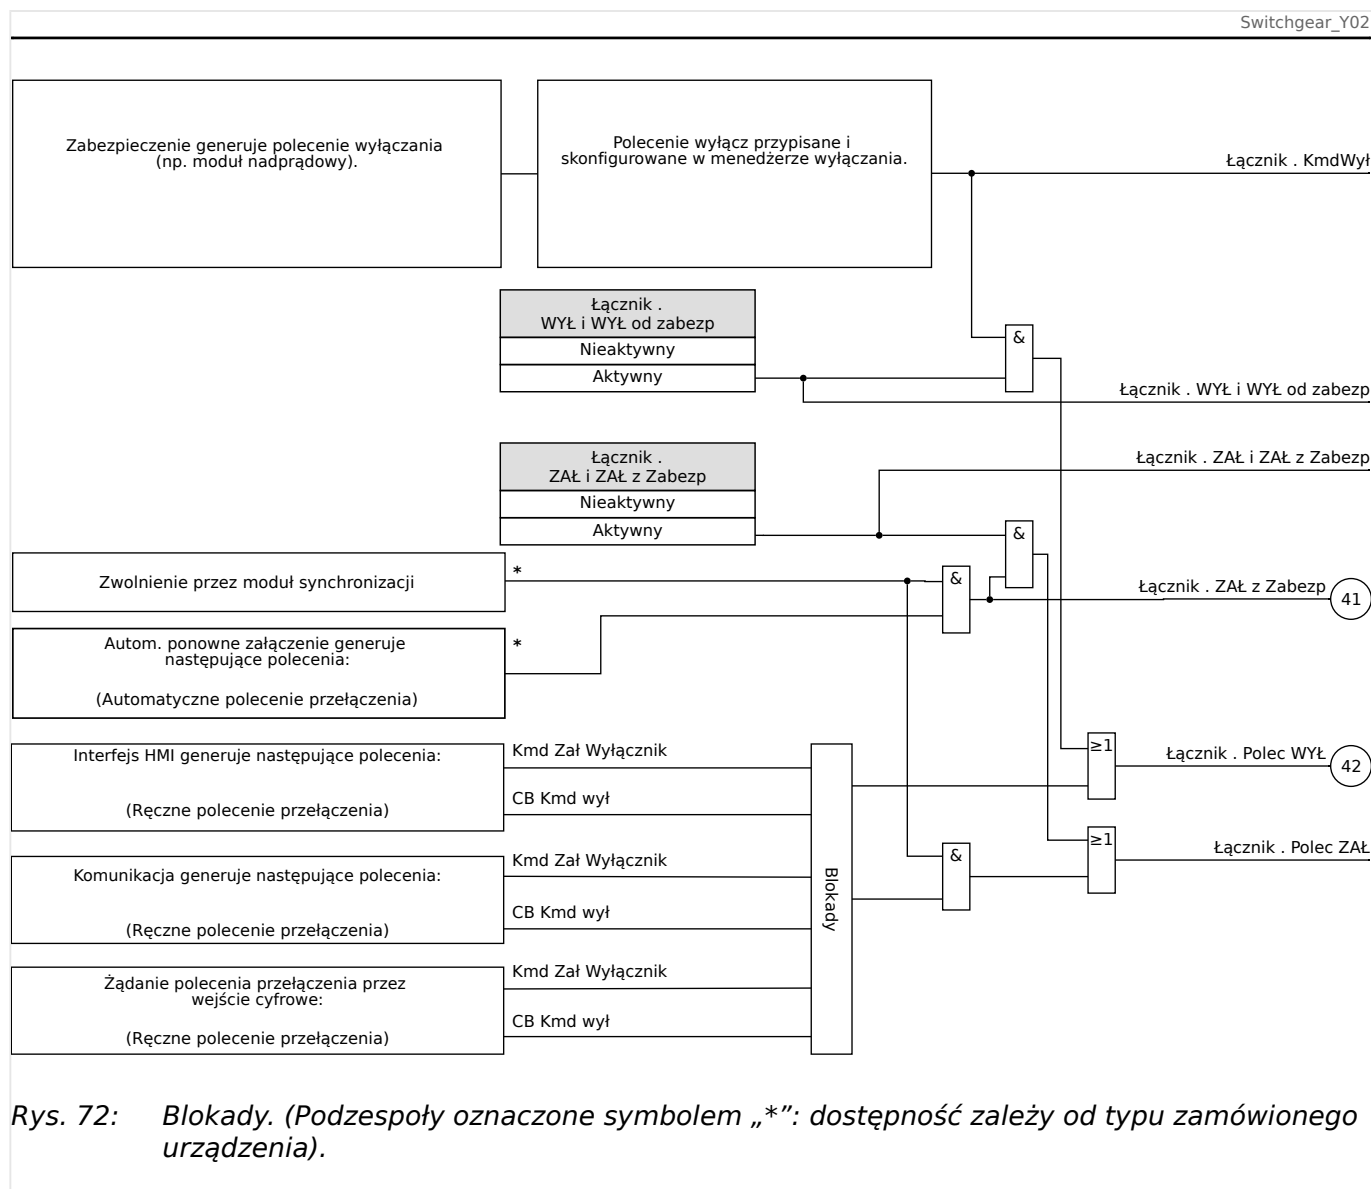 Switchgear_Y02
Zabezpieczenie generuje polecenie wyłączania
(np. moduł nadprądowy).
Polecenie wyłącz przypisane i
skonfigurowane w menedżerze wyłączania.
Łącznik . KmdWył
Łącznik .
WYŁ i WYŁ od zabezp
Nieaktywny
Aktywny
&
Łącznik . WYŁ i WYŁ od zabezp
Łącznik .
ZAŁ i ZAŁ z Zabezp
Nieaktywny
Aktywny
Łącznik . ZAŁ i ZAŁ z Zabezp
&
Zwolnienie przez moduł synchronizacji
*
&
Łącznik . ZAŁ z Zabezp
41
Autom. ponowne załączenie generuje
następujące polecenia:
(Automatyczne polecenie przełączenia)
*
Interfejs HMI generuje następujące polecenia:
(Ręczne polecenie przełączenia)
Kmd Zał Wyłącznik
CB Kmd wył
≥1
Łącznik . Polec WYŁ
42
Komunikacja generuje następujące polecenia:
(Ręczne polecenie przełączenia)
Kmd Zał Wyłącznik
CB Kmd wył
Blokady
&
≥1
Łącznik . Polec ZAŁ
Żądanie polecenia przełączenia przez
wejście cyfrowe:
(Ręczne polecenie przełączenia)
Kmd Zał Wyłącznik
CB Kmd wył
Rys. 72: Blokady. (Podzespoły oznaczone symbolem „*”: dostępność zależy od typu zamówionego
urządzenia).